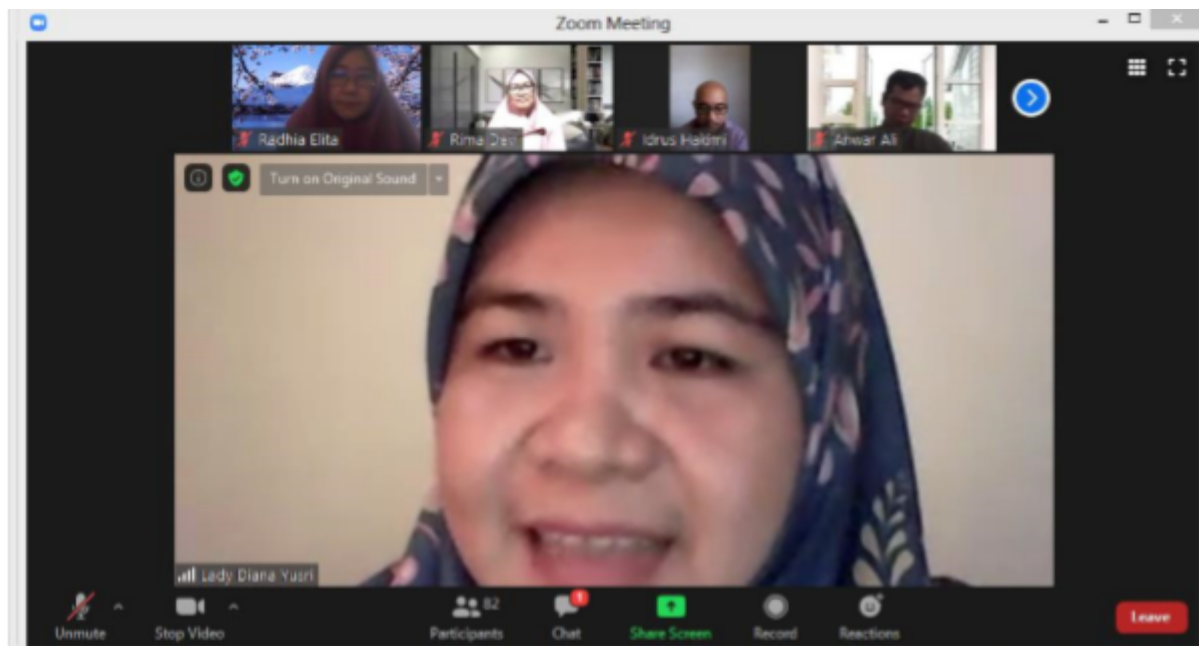 Zoom Meeting
Radhia Elita
Rima Devi
Idrus Hakimi
Anwar Ali
Turn on Original Sound
Lady Diana Yusri
Unmute
Stop Video
82
Participants
1
Chat
Share Screen
Record
Reactions
Leave